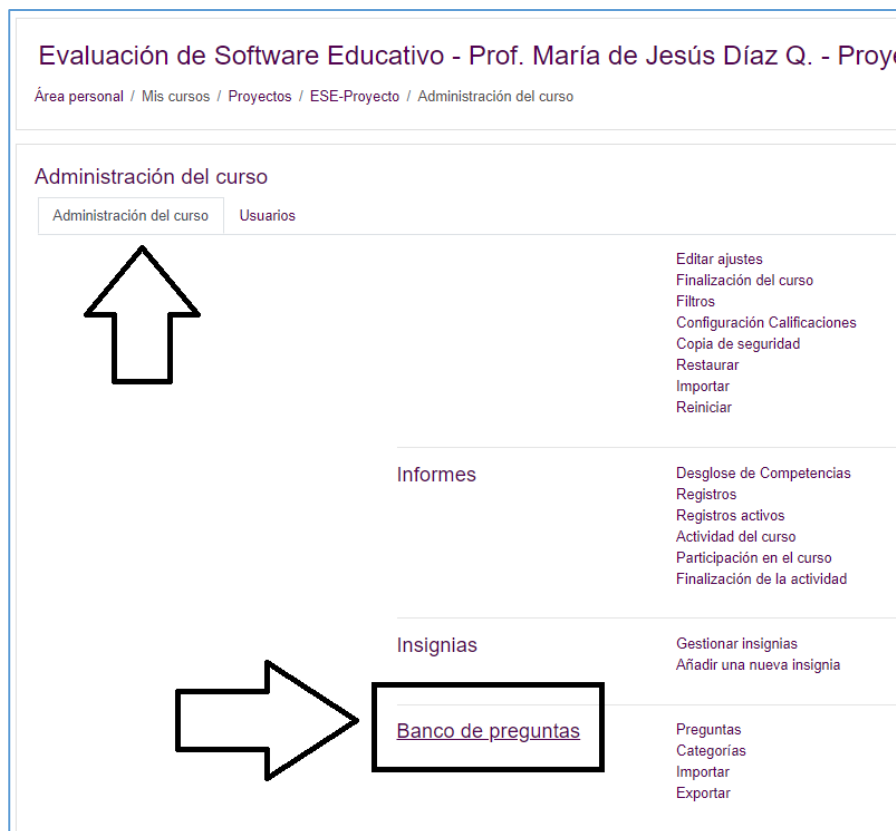 Evaluación de Software Educativo - Prof. María de Jesús Díaz Q. - Proye
Área personal / Mis cursos / Proyectos / ESE-Proyecto / Administración del curso
Administración del curso
Administración del curso Usuarios
Editar ajustes
Finalización del curso
Filtros
Configuración Calificaciones
Copia de seguridad
Restaurar
Importar
Reiniciar
Informes Desglose de Competencias
Registros
Registros activos
Actividad del curso
Participación en el curso
Finalización de la actividad
Insignias Gestionar insignias
Añadir una nueva insignia
Banco de preguntas Preguntas
Categorías
Importar
Exportar